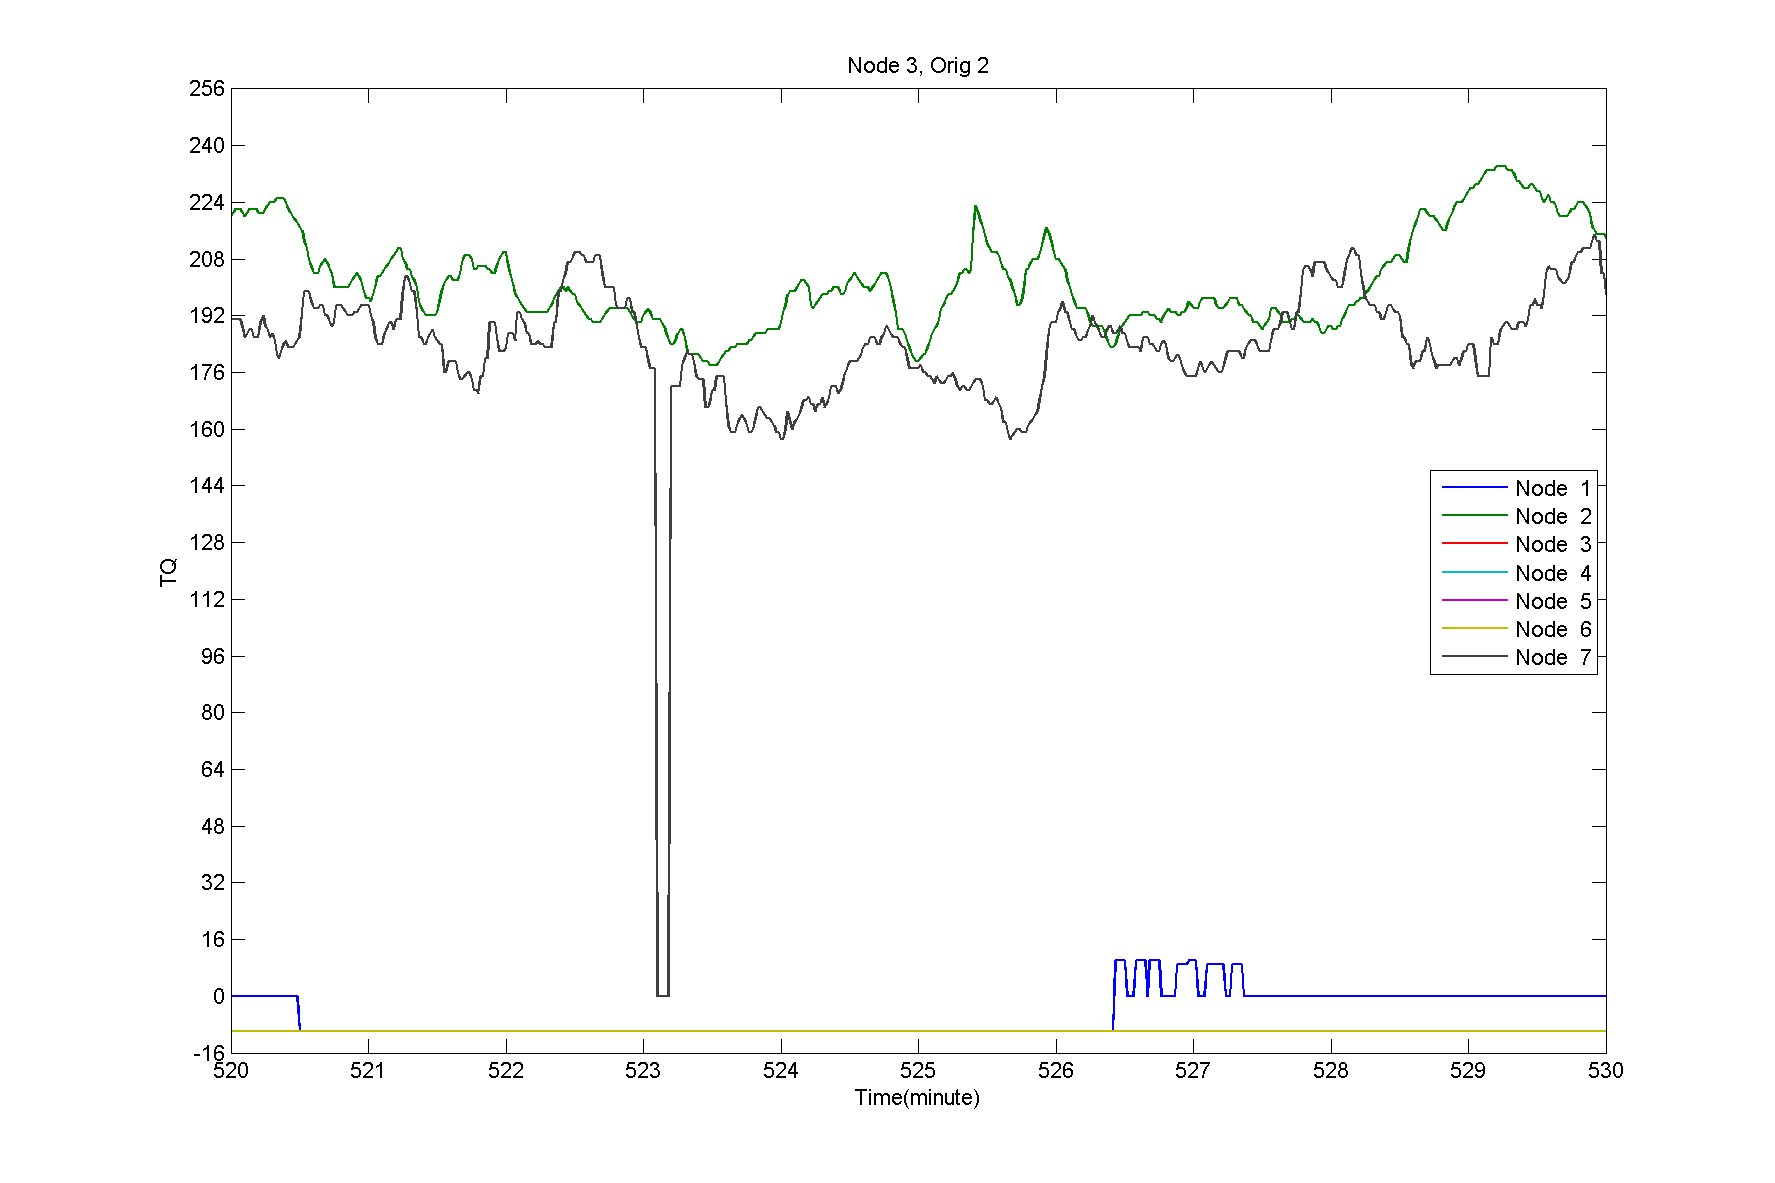 Node 3, Orig 2
256
240
224
208
192
176
160
144
128
112
96
80
64
48
32
16
0
-16
TQ
Node 1
Node 2
Node 3
Node 4
Node 5
Node 6
Node 7
520 521 522 523 524 525 526 527 528 529 530
Time(minute)